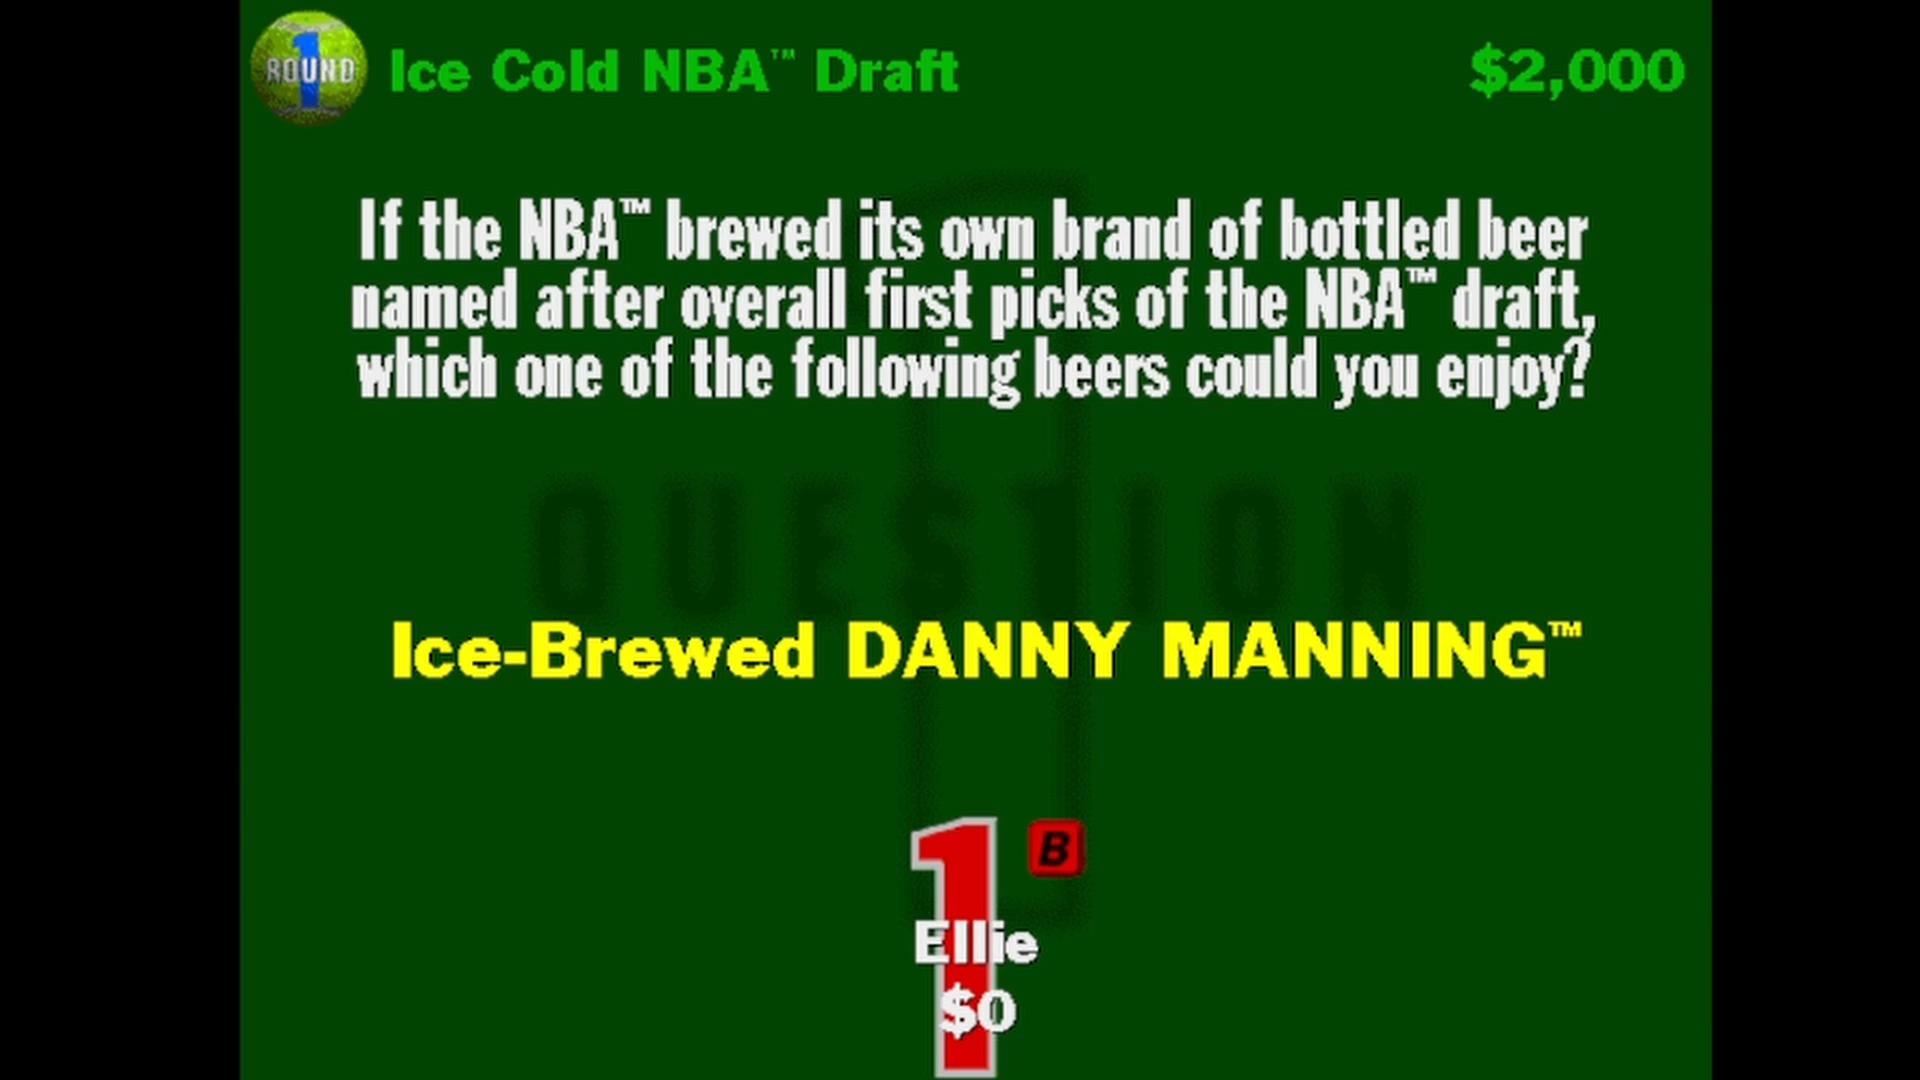 1
ROUND
Ice Cold NBA™ Draft
$2,000
If the NBA™ brewed its own brand of bottled beer
named after overall first picks of the NBA™ draft,
which one of the following beers could you enjoy?
QUESTION
1
Ice-Brewed DANNY MANNING™
1
B
Ellie
$0